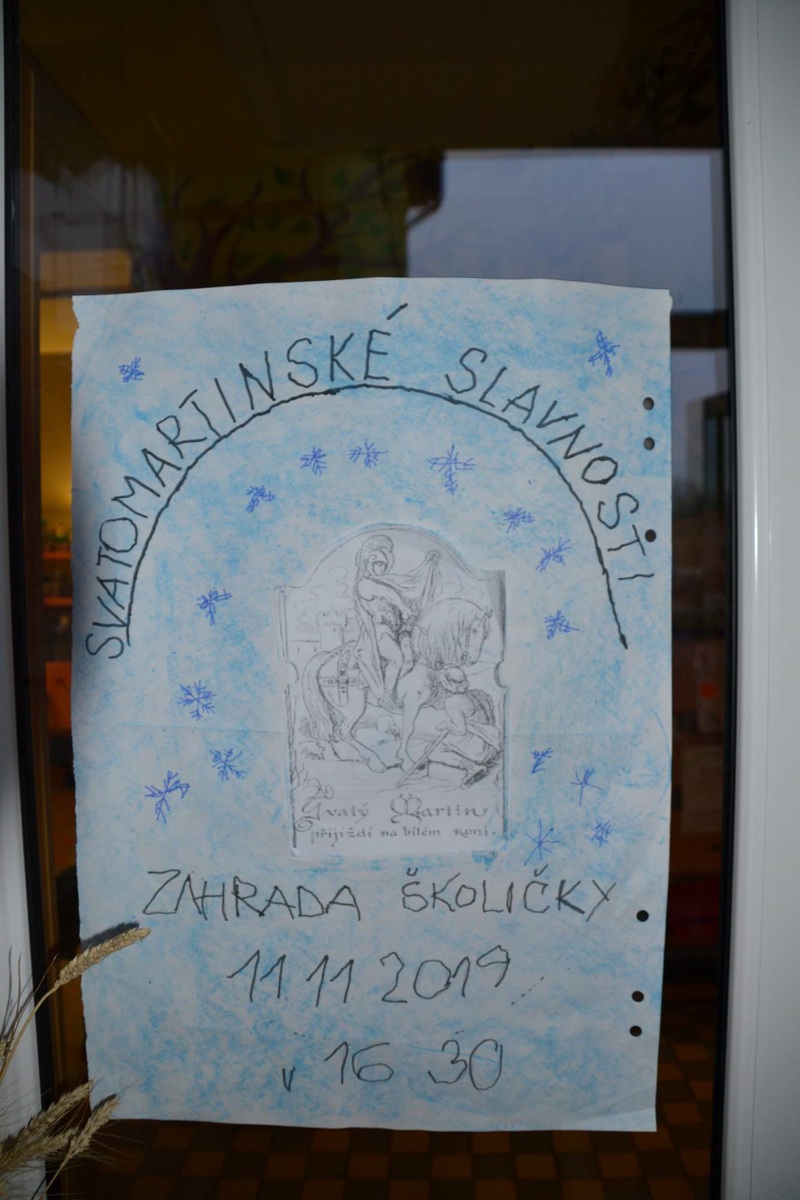 SVATOMARTINSKÉ SLAVNOSTI
Svatý Martin
přijíždí na bílém koni.
ZAHRADA ŠKOLIČKY
11 11 2019
v 16 30